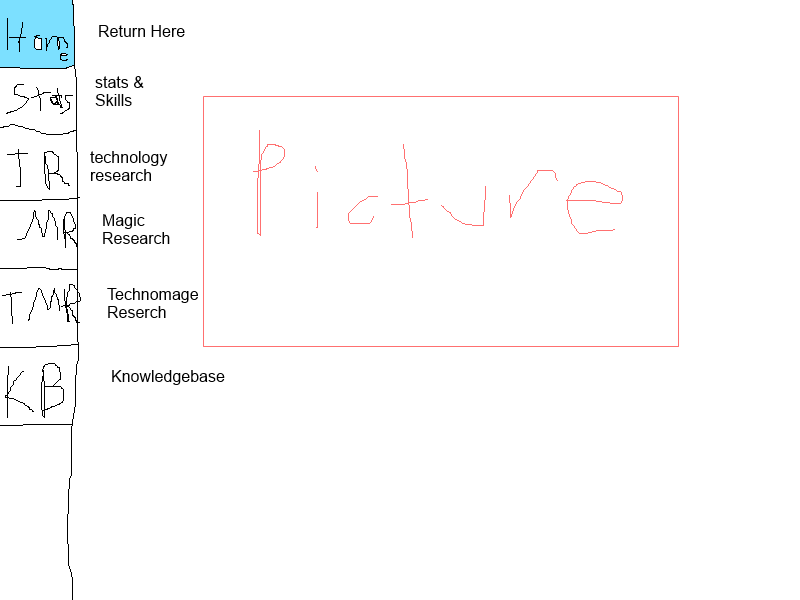 Home
Return Here
Stats
stats &
Skills
TR
technology
research
MR
Magic
Research
TMR
Technomage
Reserch
KB
Knowledgebase
Picture